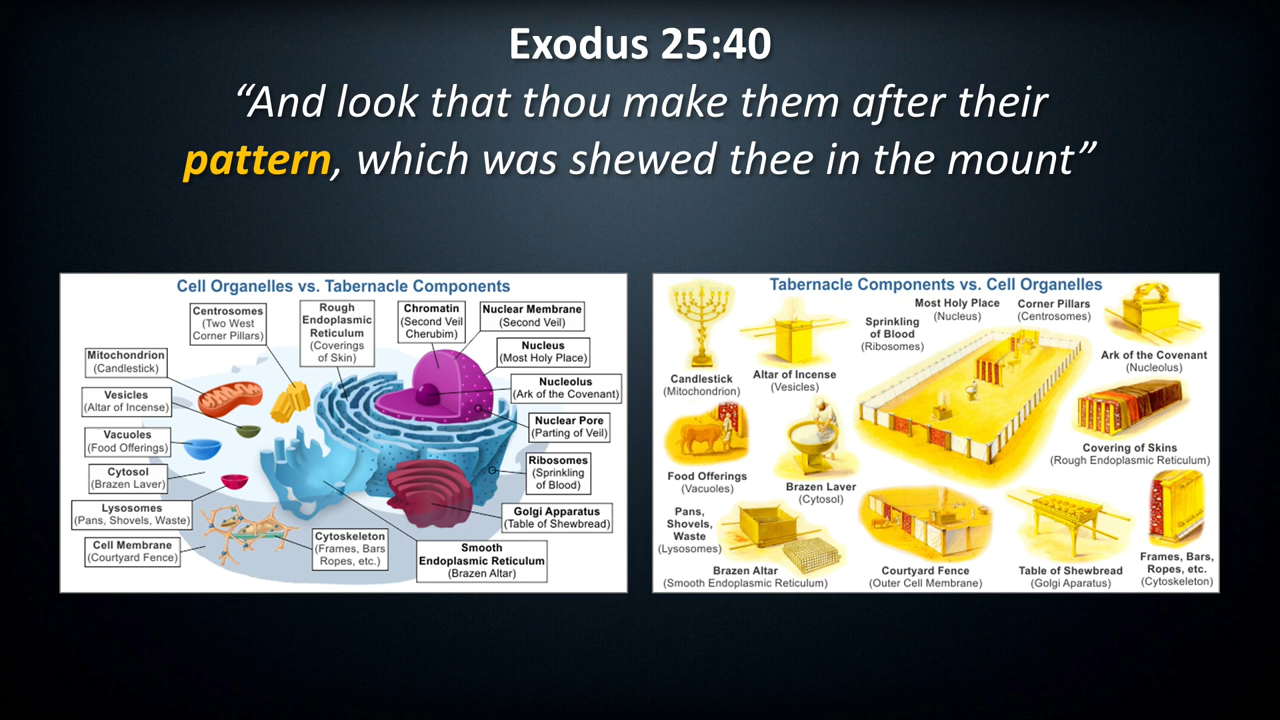 Exodus 25:40
“And look that thou make them after their
pattern, which was shewed thee in the mount”
Cell Organelles vs. Tabernacle Components
Centrosomes
(Two West
Corner Pillars)
Rough
Endoplasmic
Reticulum
(Coverings
of Skin)
Chromatin
(Second Veil
Cherubim)
Nuclear Membrane
(Second Veil)
Nucleus
(Most Holy Place)
Mitochondrion
(Candlestick)
Nucleolus
(Ark of the Covenant)
Vesicles
(Altar of Incense)
Nuclear Pore
(Parting of Veil)
Vacuoles
(Food Offerings)
Ribosomes
(Sprinkling
of Blood)
Cytosol
(Brazen Laver)
Lysosomes
(Pans, Shovels, Waste)
Golgi Apparatus
(Table of Shewbread)
Cell Membrane
(Courtyard Fence)
Cytoskeleton
(Frames, Bars
Ropes, etc.)
Smooth
Endoplasmic Reticulum
(Brazen Altar)
Tabernacle Components vs. Cell Organelles
Most Holy Place
(Nucleus)
Corner Pillars
(Centrosomes)
Sprinkling
of Blood
(Ribosomes)
Ark of the Covenant
(Nucleolus)
Candlestick
(Mitochondrion)
Altar of Incense
(Vesicles)
Covering of Skins
(Rough Endoplasmic Reticulum)
Food Offerings
(Vacuoles)
Brazen Laver
(Cytosol)
Pans,
Shovels,
Waste
(Lysosomes)
Brazen Altar
(Smooth Endoplasmic Reticulum)
Courtyard Fence
(Outer Cell Membrane)
Table of Shewbread
(Golgi Aparatus)
Frames, Bars,
Ropes, etc.
(Cytoskeleton)